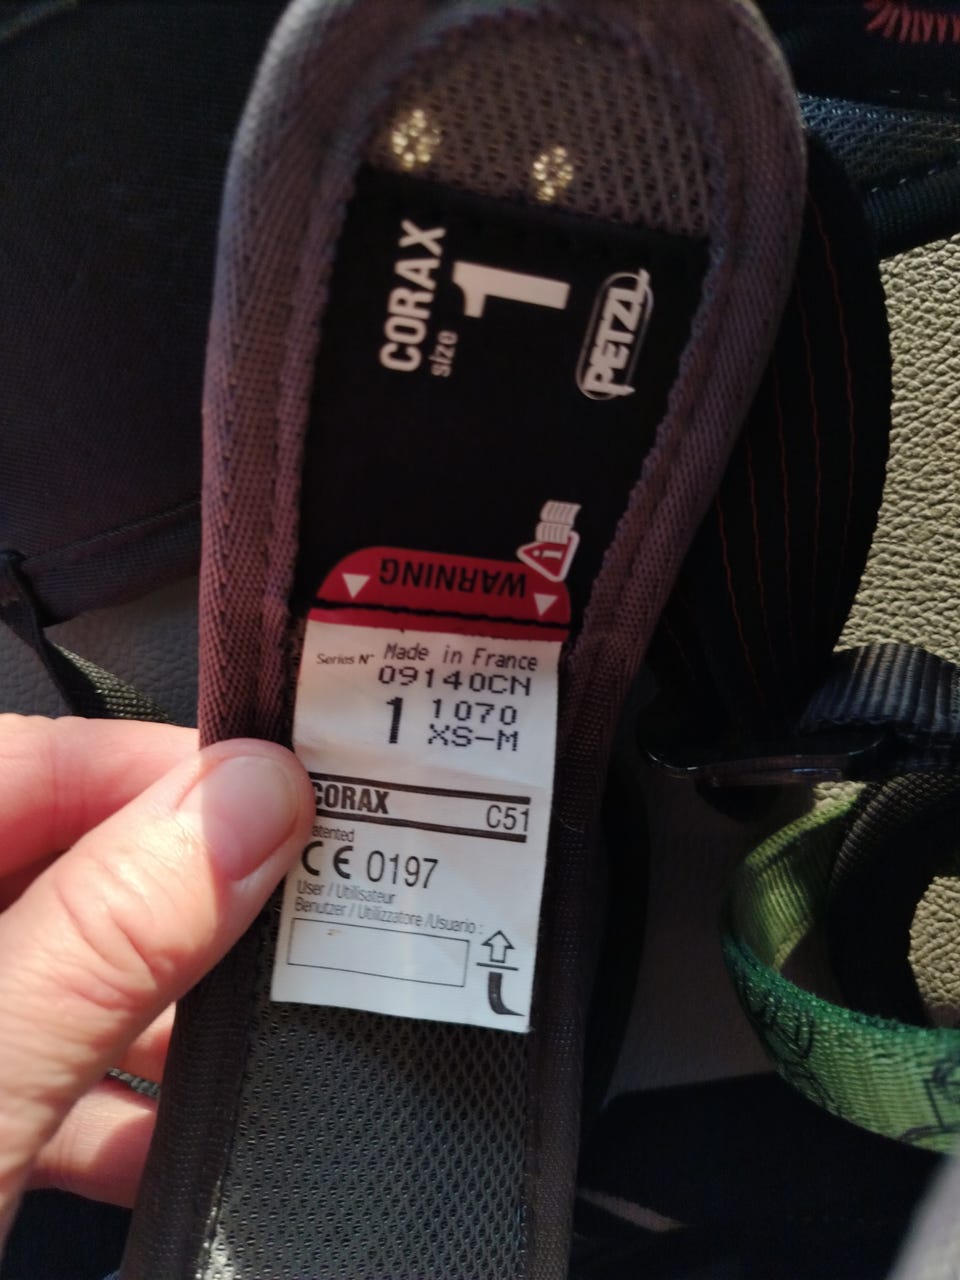 CORAX
size 1
PETZL
WARNING
Made in France
Series N° 09140CN
1 1070
XS-M
CORAX C51
CE 0197
User / Utilisateur
Benutzer / Utilizzatore /Usuario :